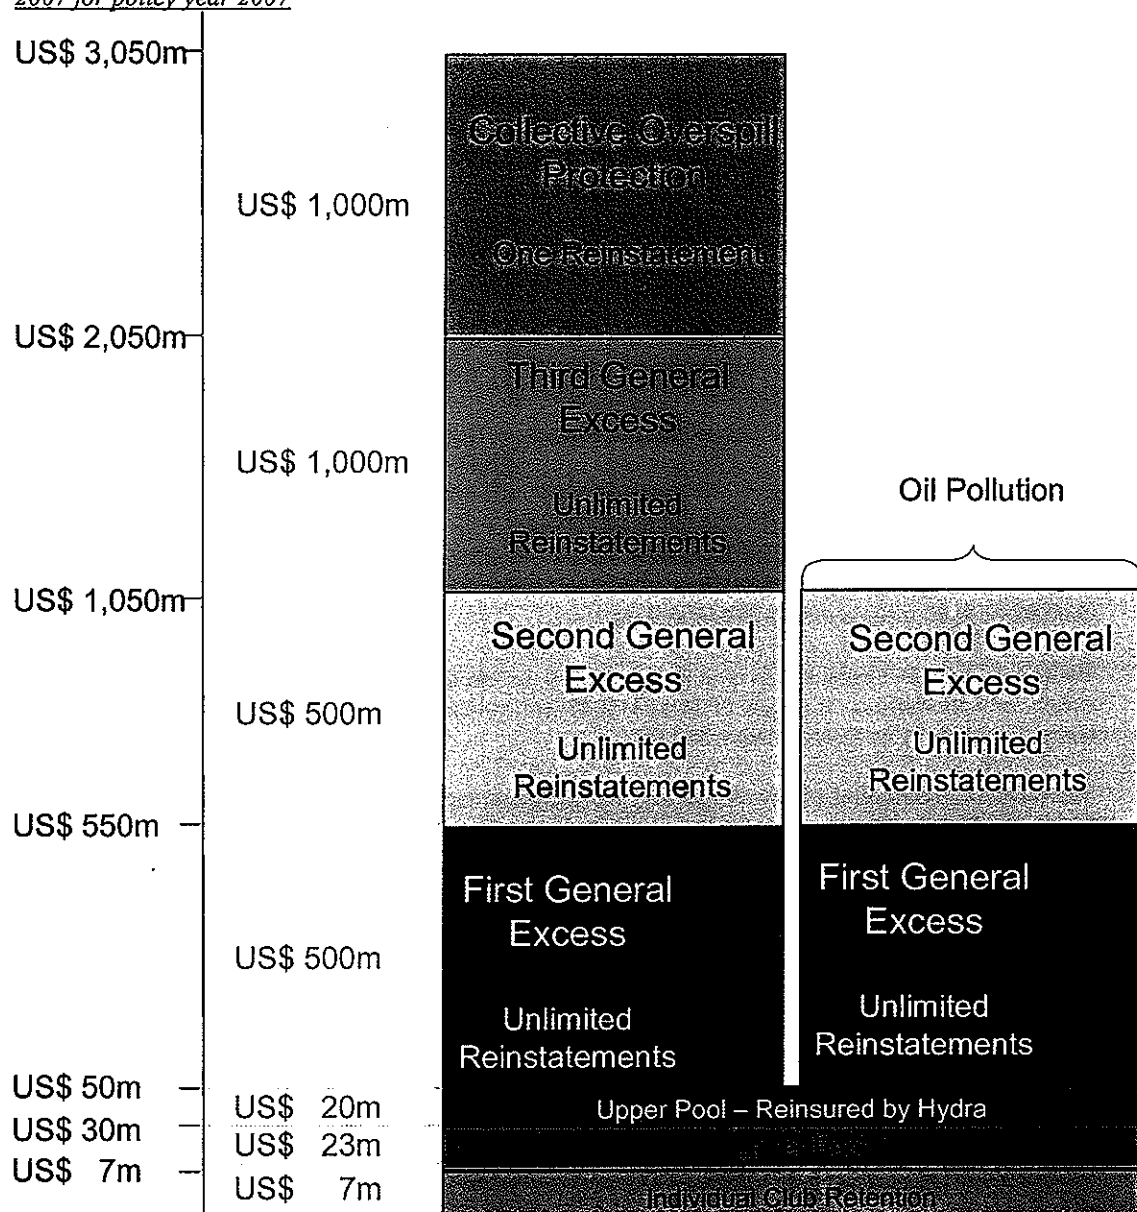 2007 for policy year 2007
US$ 3,050m
Collective Overspill
Protection
US$ 1,000m
One Reinstatement
US$ 2,050m
Third General
Excess
US$ 1,000m
Unlimited
Reinstatements
Oil Pollution
US$ 1,050m
Second General
Excess
US$ 500m
Unlimited
Reinstatements
Second General
Excess
Unlimited
Reinstatements
US$ 550m
First General
Excess
US$ 500m
Unlimited
Reinstatements
First General
Excess
Unlimited
Reinstatements
US$ 50m
US$ 20m
Upper Pool – Reinsured by Hydra
US$ 30m
US$ 23m
US$ 7m
US$ 7m
Individual Club Retention